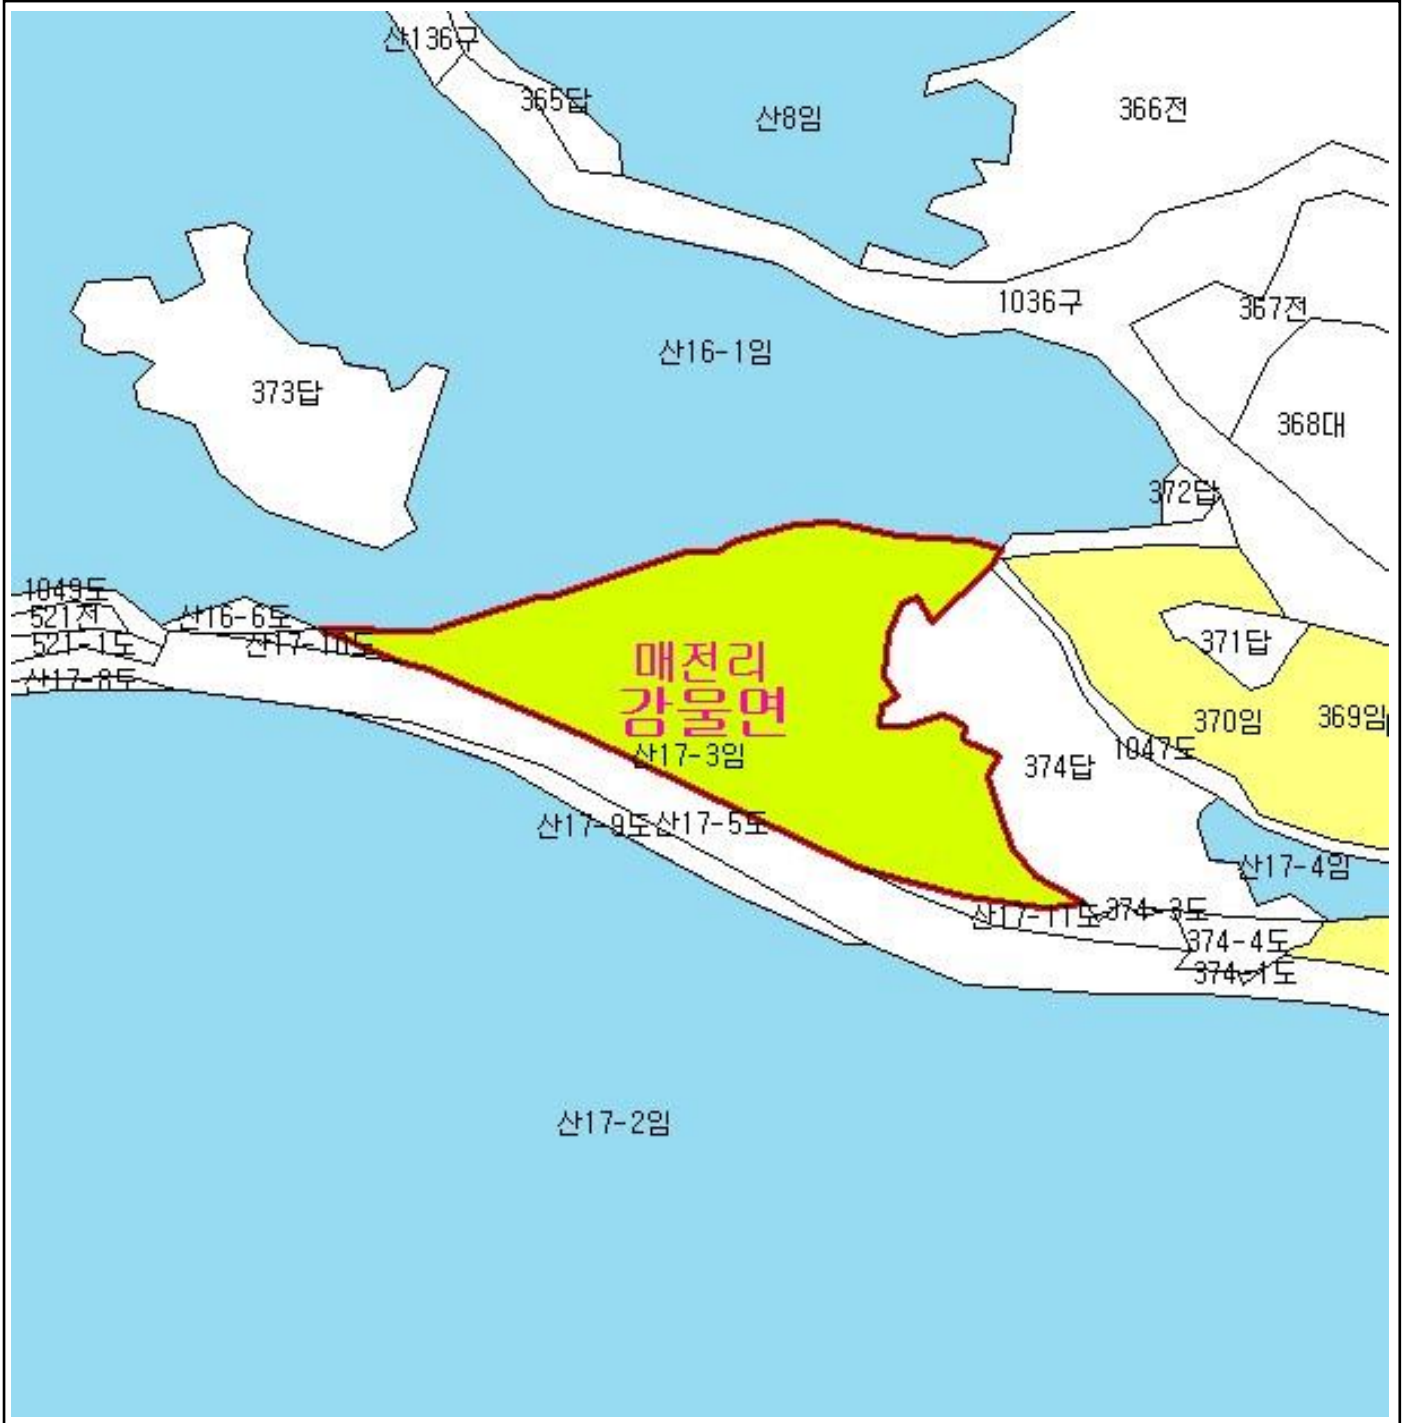 산136구
365답
산8임
366전
1036구
367전
산16-1임
373답
368대
372답
1049도
521전
산16-6도
521-1도
산17-10도
산17-8도
매전리
감물면
371답
370임
369임
산17-3임
1047도
374답
산17-9도
산17-5도
산17-4임
산17-11도
374-3도
374-4도
374-1도
산17-2임